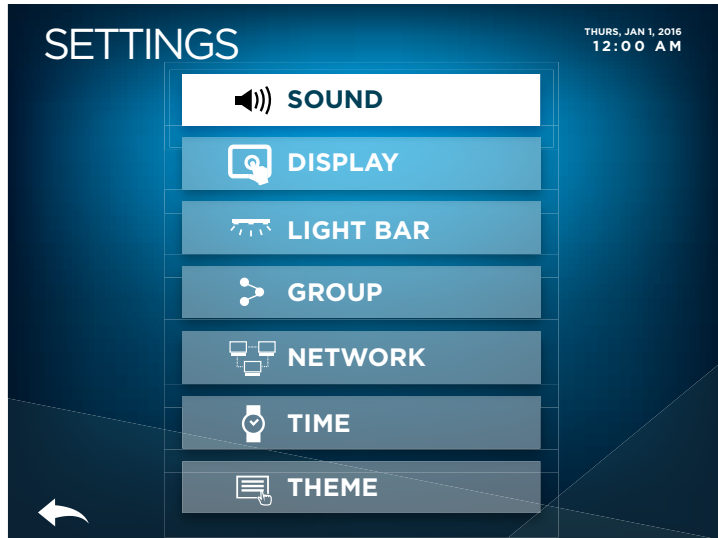 SETTINGS
THURS, JAN 1, 2016
12:00 AM
SOUND
DISPLAY
LIGHT BAR
GROUP
NETWORK
TIME
THEME